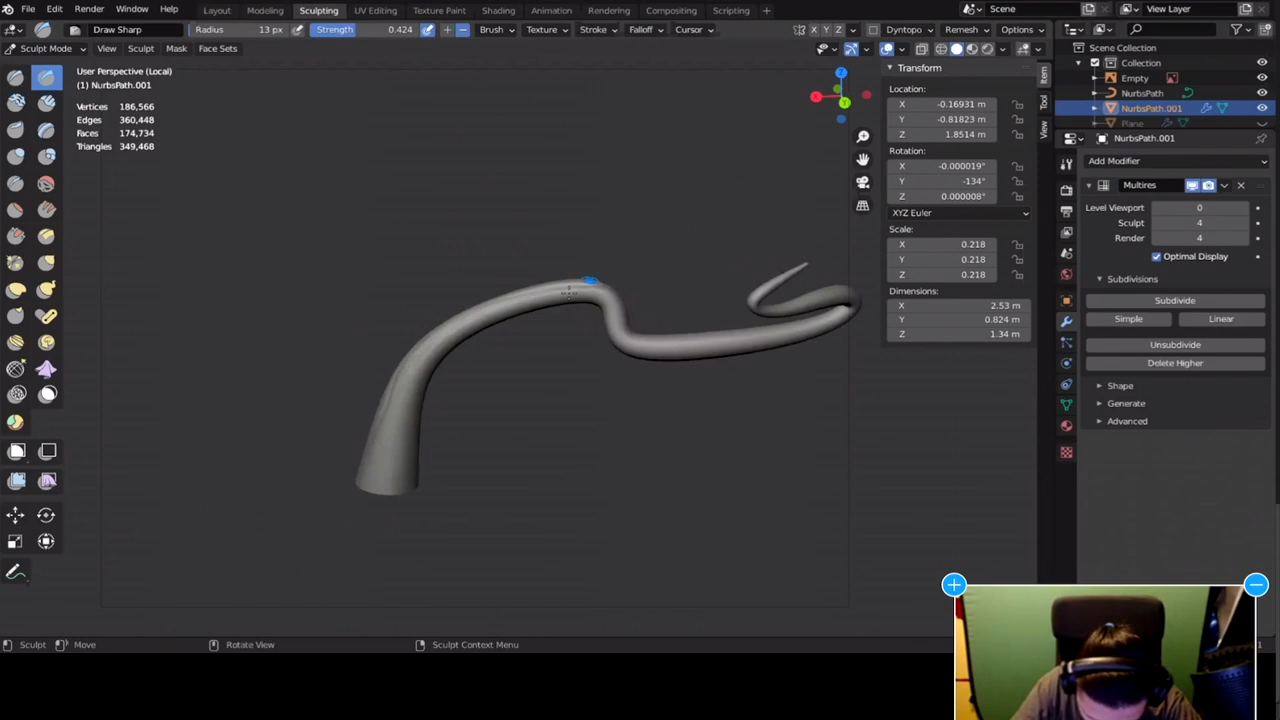 File Edit Render Window Help Layout Modeling Sculpting UV Editing Texture Paint Shading Animation Rendering Compositing Scripting + Scene View Layer
Draw Sharp Radius 13 px Strength 0.424 + − Brush Texture Stroke Falloff Cursor X Y Z Dyntopo Remesh Options
Sculpt Mode View Sculpt Mask Face Sets
User Perspective (Local)
(1) NurbsPath.001
Vertices 186,566
Edges 360,448
Faces 174,734
Triangles 349,468
Z
X
Y
Transform
Location:
X -0.16931 m
Y -0.81823 m
Z 1.8514 m
Rotation:
X -0.000019°
Y -134°
Z 0.000008°
XYZ Euler
Scale:
X 0.218
Y 0.218
Z 0.218
Dimensions:
X 2.53 m
Y 0.824 m
Z 1.34 m
Item
Tool
View
Scene Collection
Collection
Empty
NurbsPath
NurbsPath.001
Plane
NurbsPath.001
Add Modifier
Multires
Level Viewport 0
Sculpt 4
Render 4
Optimal Display
Subdivisions
Subdivide
Simple Linear
Unsubdivide
Delete Higher
Shape
Generate
Advanced
Sculpt Move Rotate View Sculpt Context Menu